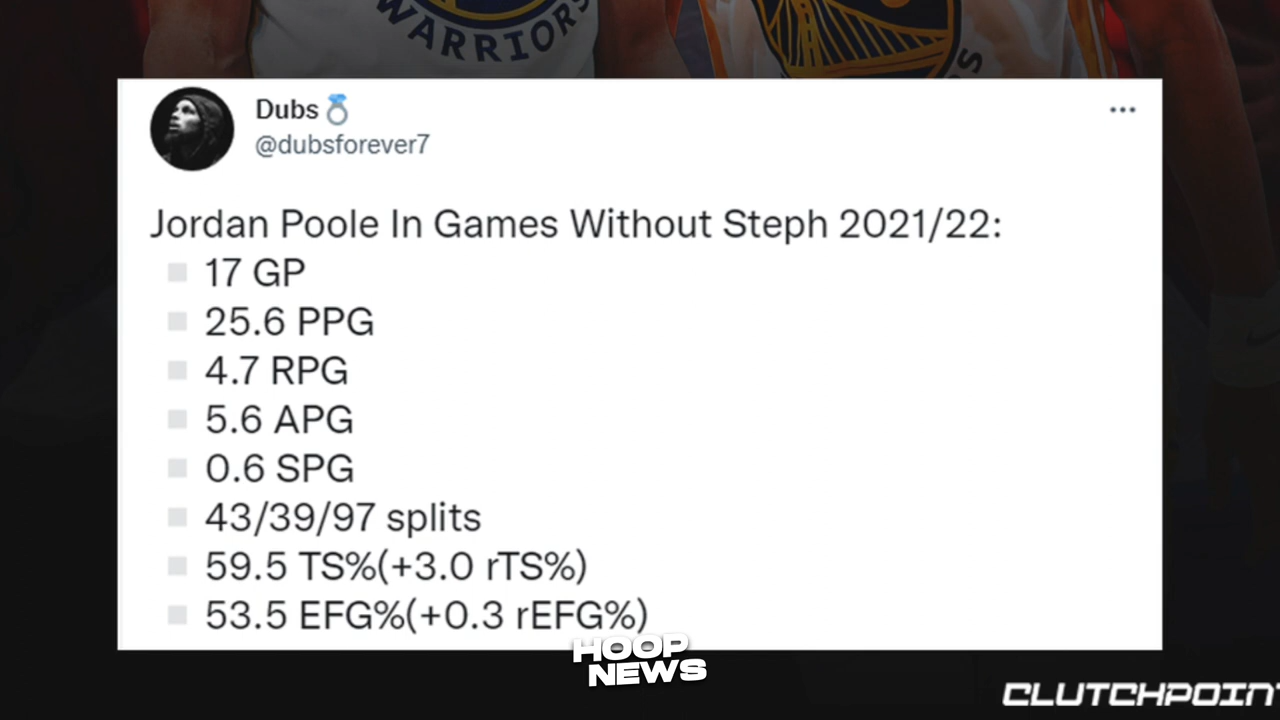 WARRIORS
Dubs
@dubsforever7
Jordan Poole In Games Without Steph 2021/22:
17 GP
25.6 PPG
4.7 RPG
5.6 APG
0.6 SPG
43/39/97 splits
59.5 TS%(+3.0 rTS%)
53.5 EFG%(+0.3 rEFG%)
HOOP
NEWS
CLUTCHPOINT